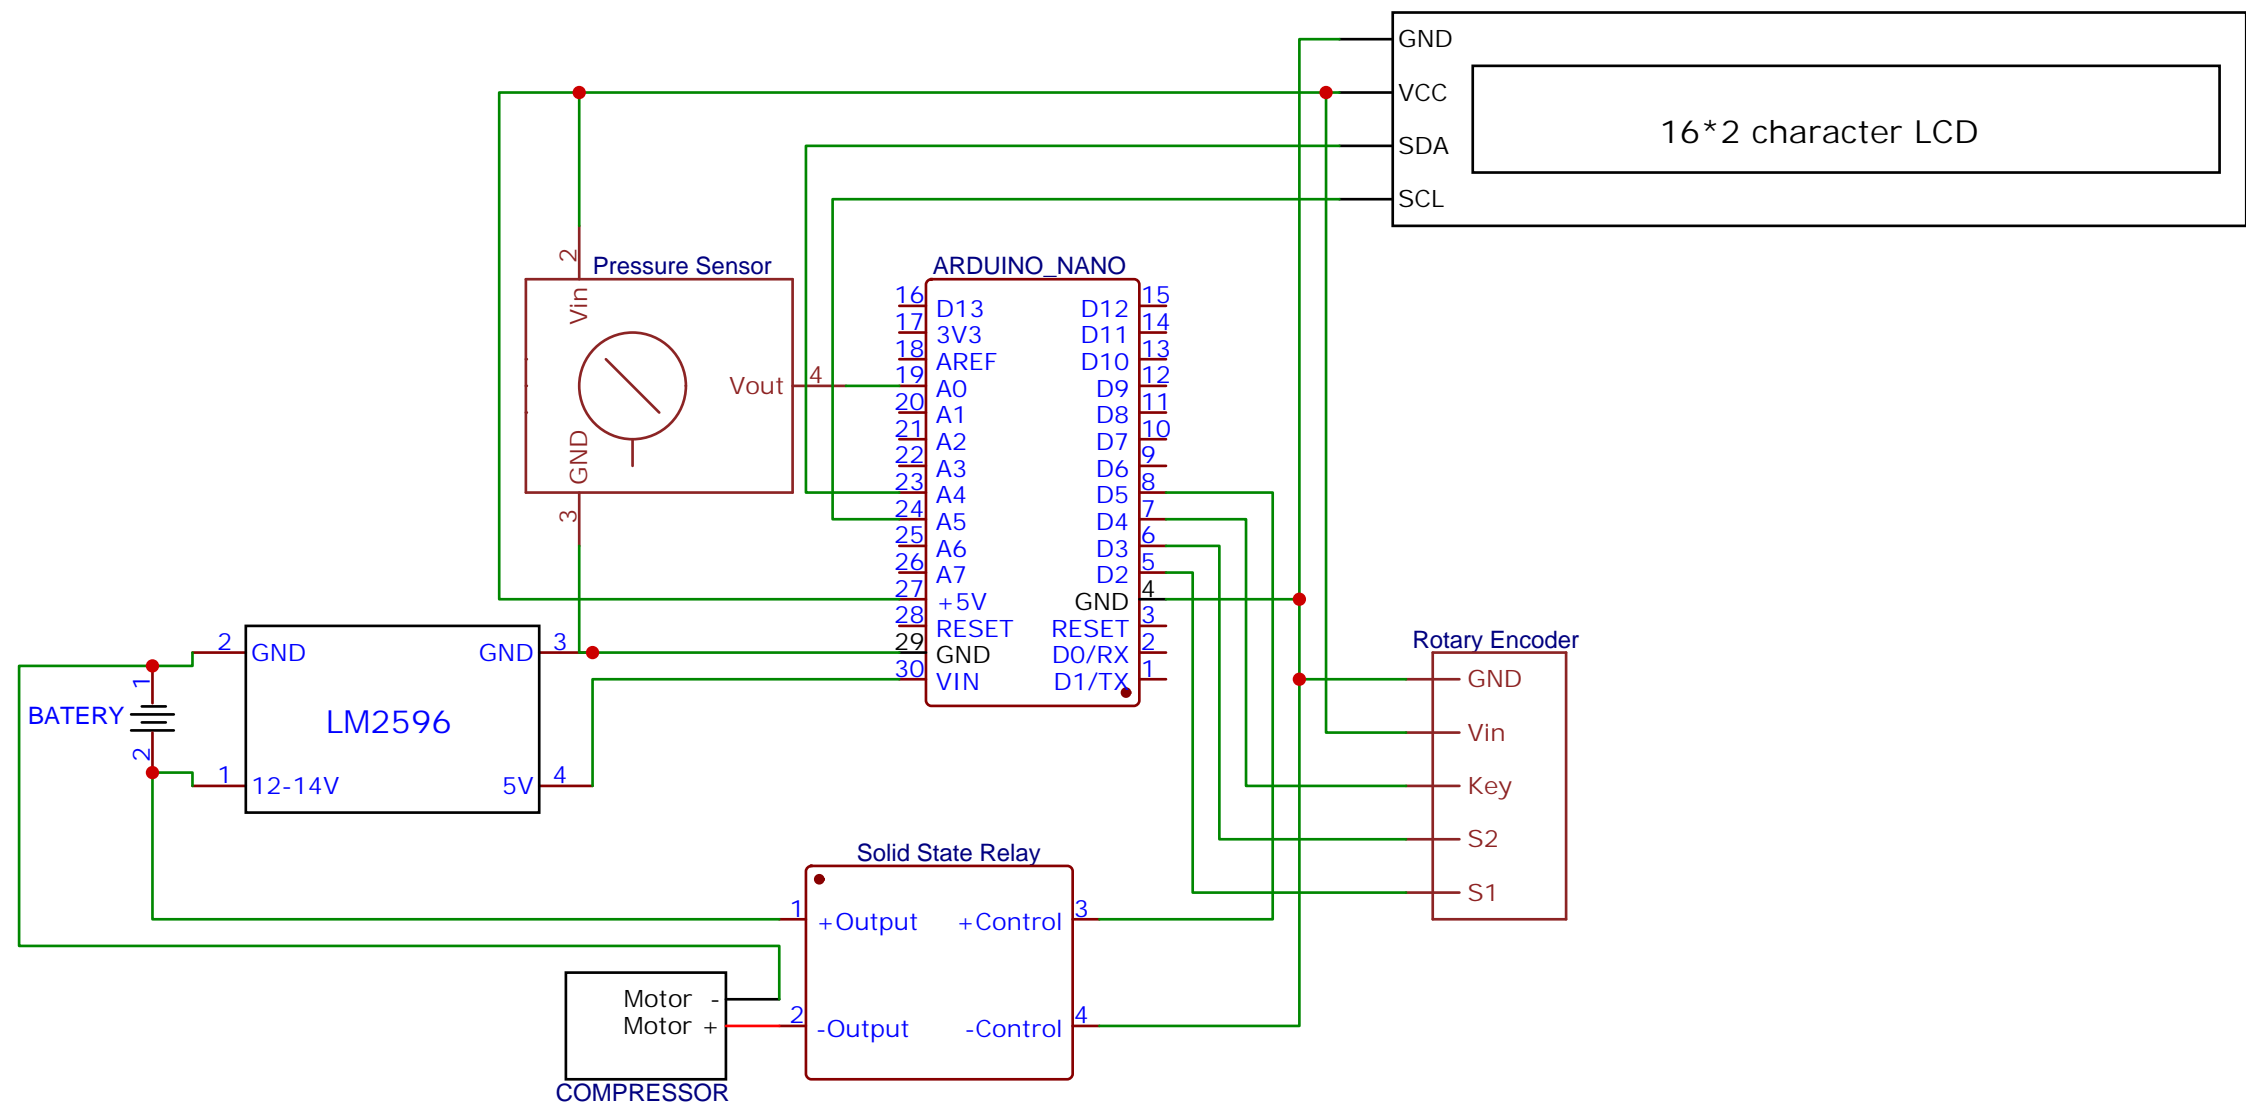 GND
VCC
SDA
SCL
16*2 character LCD
Pressure Sensor
2
Vin
GND
3
Vout
4
ARDUINO_NANO
16 D13 D12 15
17 3V3 D11 14
18 AREF D10 13
19 A0 D9 12
20 A1 D8 11
21 A2 D7 10
22 A3 D6 9
23 A4 D5 8
24 A5 D4 7
25 A6 D3 6
26 A7 D2 5
27 +5V GND 4
28 RESET RESET 3
29 GND D0/RX 2
30 VIN D1/TX 1
2 GND GND 3
LM2596
1 12-14V 5V 4
1
BATERY
2
Rotary Encoder
GND
Vin
Key
S2
S1
Solid State Relay
1 +Output +Control 3
2 -Output -Control 4
Motor -
Motor +
COMPRESSOR